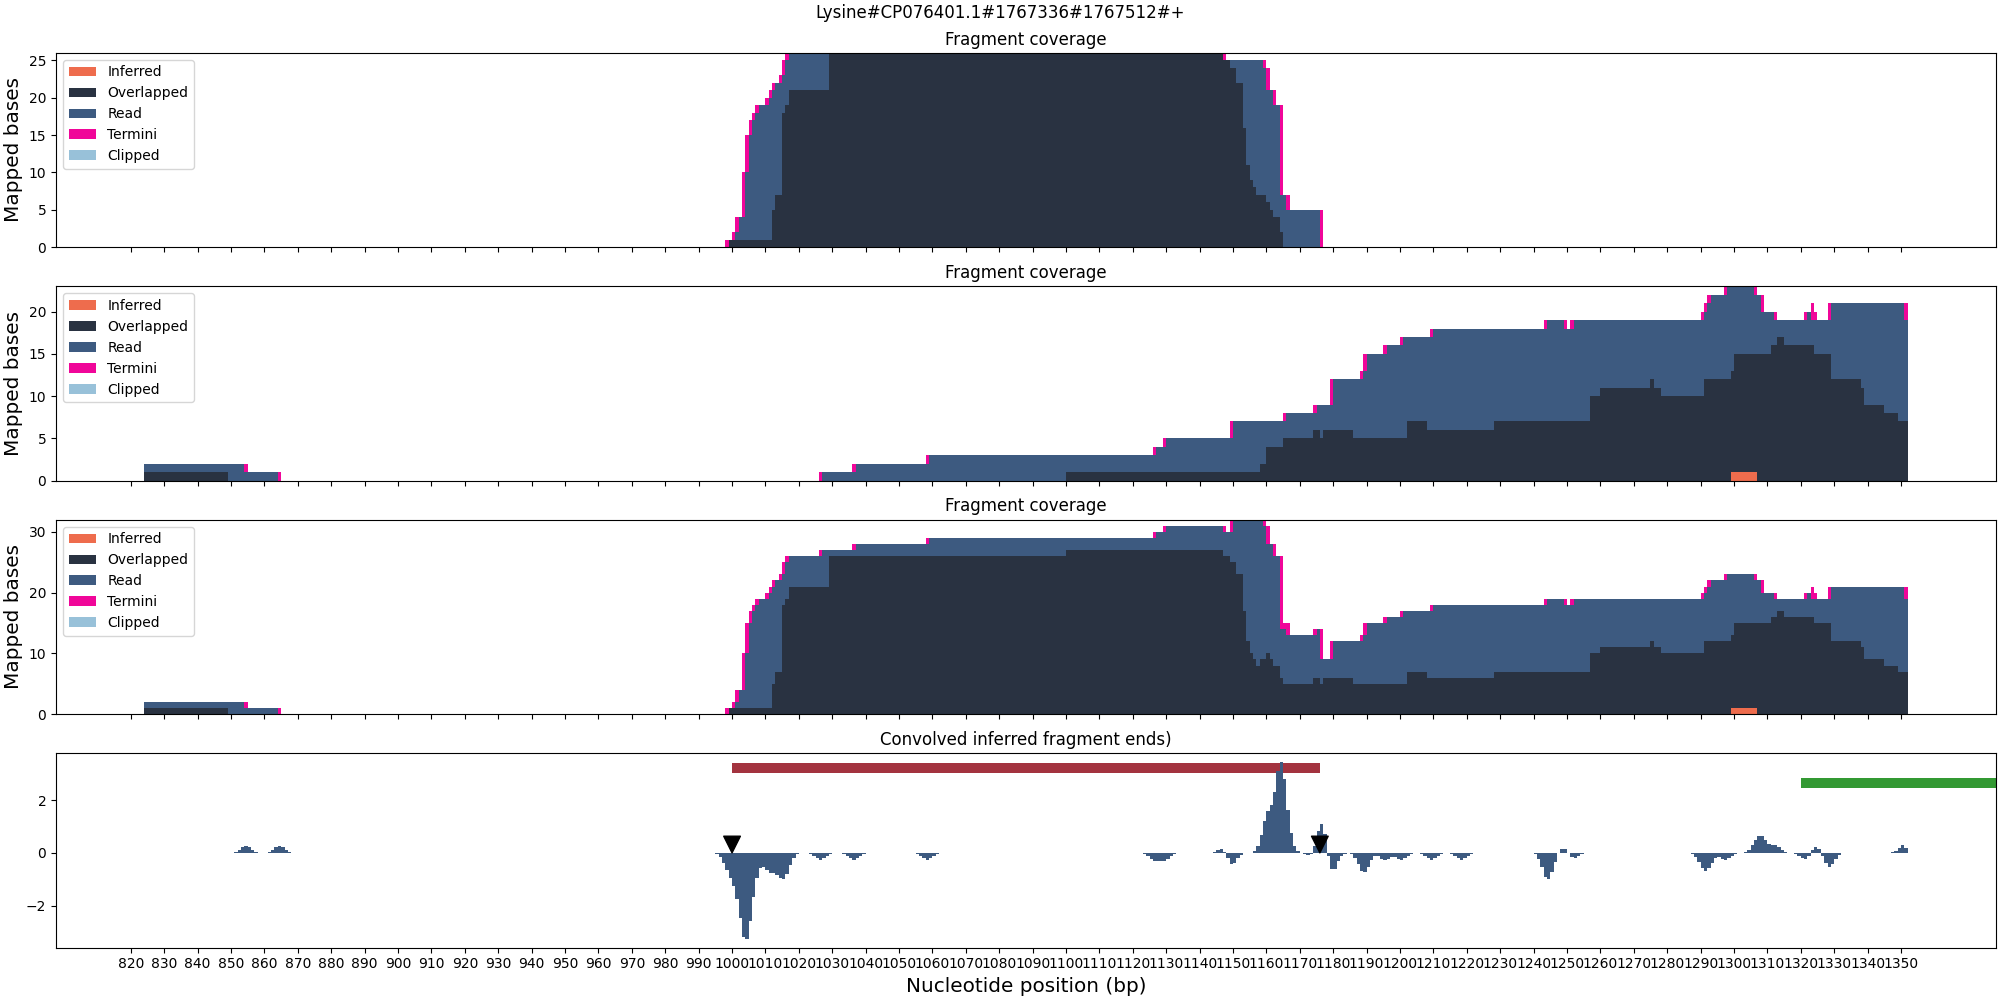 Lysine#CP076401.1#1767336#1767512#+
Fragment coverage
Mapped bases
25
20
15
10
5
0
Inferred
Overlapped
Read
Termini
Clipped
Fragment coverage
Mapped bases
20
15
10
5
0
Inferred
Overlapped
Read
Termini
Clipped
Fragment coverage
Mapped bases
30
20
10
0
Inferred
Overlapped
Read
Termini
Clipped
Convolved inferred fragment ends)
2
0
−2
820 830 840 850 860 870 880 890 900 910 920 930 940 950 960 970 980 990 1000 1010 1020 1030 1040 1050 1060 1070 1080 1090 1100 1110 1120 1130 1140 1150 1160 1170 1180 1190 1200 1210 1220 1230 1240 1250 1260 1270 1280 1290 1300 1310 1320 1330 1340 1350
Nucleotide position (bp)